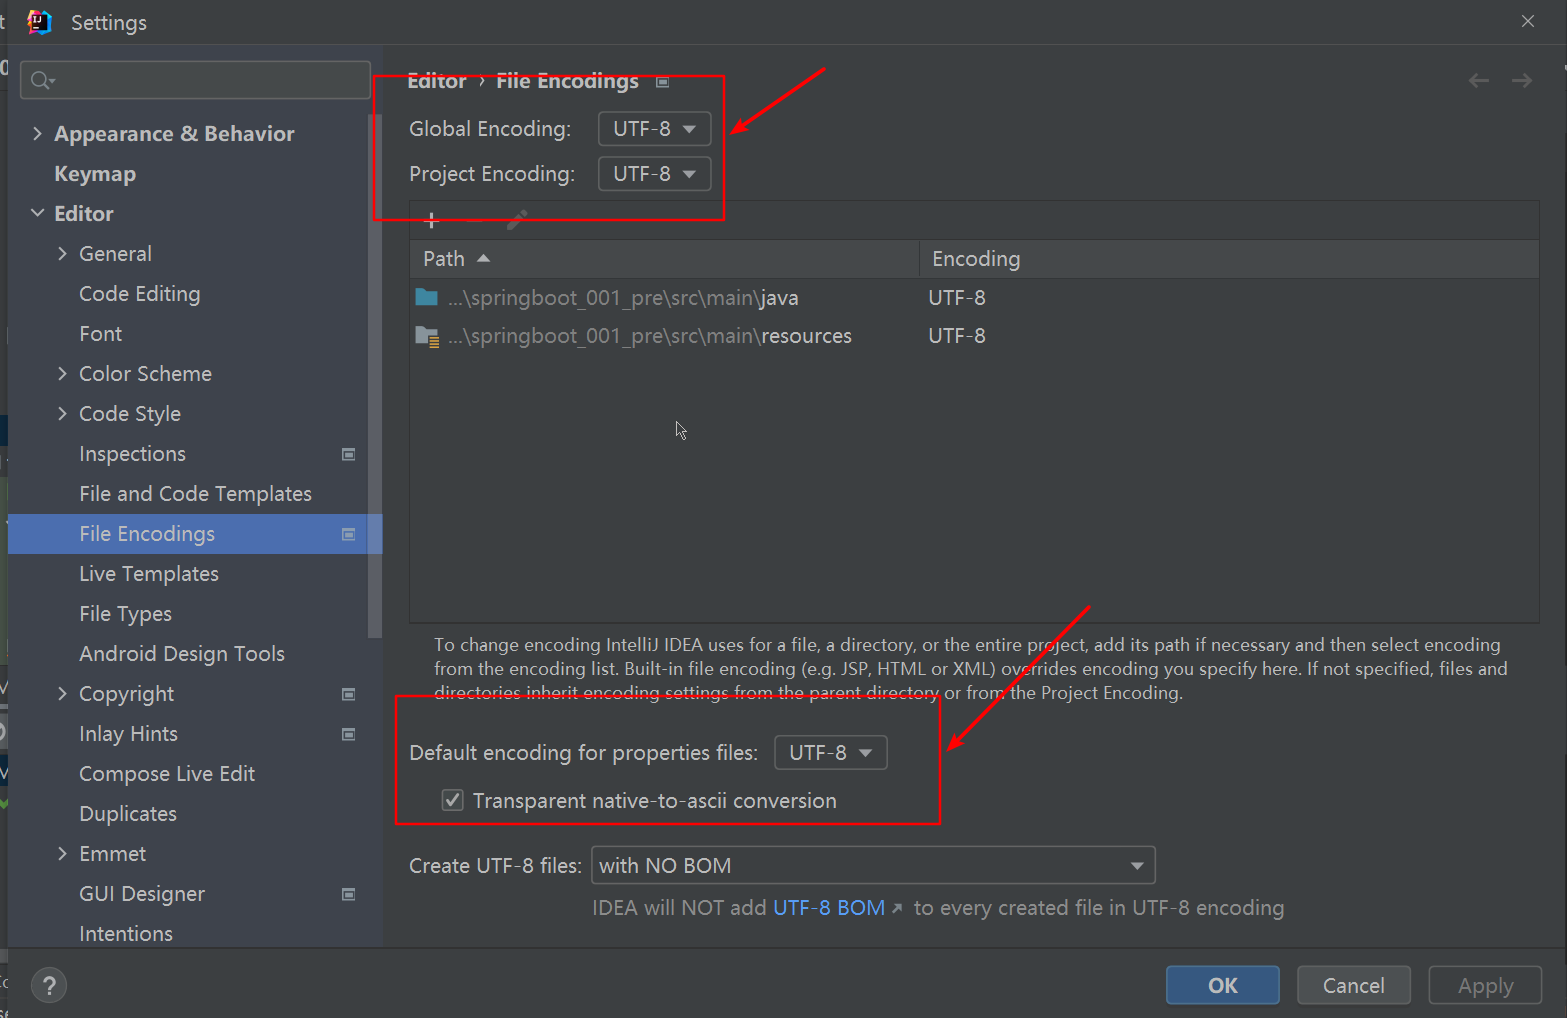 Settings
Appearance & Behavior
Keymap
Editor
General
Code Editing
Font
Color Scheme
Code Style
Inspections
File and Code Templates
File Encodings
Live Templates
File Types
Android Design Tools
Copyright
Inlay Hints
Compose Live Edit
Duplicates
Emmet
GUI Designer
Intentions
Editor › File Encodings
Global Encoding: UTF-8
Project Encoding: UTF-8
Path Encoding
...\springboot_001_pre\src\main\java UTF-8
...\springboot_001_pre\src\main\resources UTF-8
To change encoding IntelliJ IDEA uses for a file, a directory, or the entire project, add its path if necessary and then select encoding
from the encoding list. Built-in file encoding (e.g. JSP, HTML or XML) overrides encoding you specify here. If not specified, files and
directories inherit encoding settings from the parent directory or from the Project Encoding.
Default encoding for properties files: UTF-8
Transparent native-to-ascii conversion
Create UTF-8 files: with NO BOM
IDEA will NOT add UTF-8 BOM ↗ to every created file in UTF-8 encoding
?
OK Cancel Apply